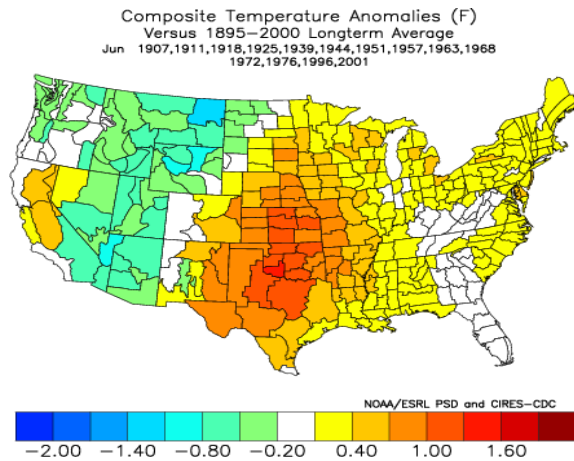 Composite Temperature Anomalies (F)
Versus 1895−2000 Longterm Average
Jun 1907,1911,1918,1925,1939,1944,1951,1957,1963,1968
1972,1976,1996,2001
NOAA/ESRL PSD and CIRES−CDC
−2.00 −1.40 −0.80 −0.20 0.40 1.00 1.60